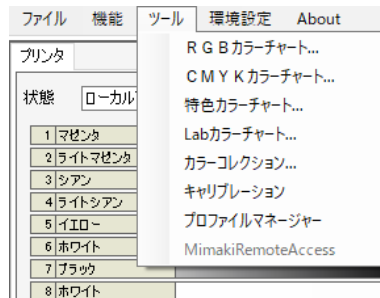 ファイル 機能 ツール 環境設定 About
プリンタ
ＲＧＢカラーチャート...
ＣＭＹＫカラーチャート...
状態 ローカル
特色カラーチャート...
Labカラーチャート...
1 マゼンタ
カラーコレクション...
2 ライトマゼンタ
3 シアン
キャリブレーション
4 ライトシアン
プロファイルマネージャー
5 イエロー
6 ホワイト
MimakiRemoteAccess
7 ブラック
8 ホワイト